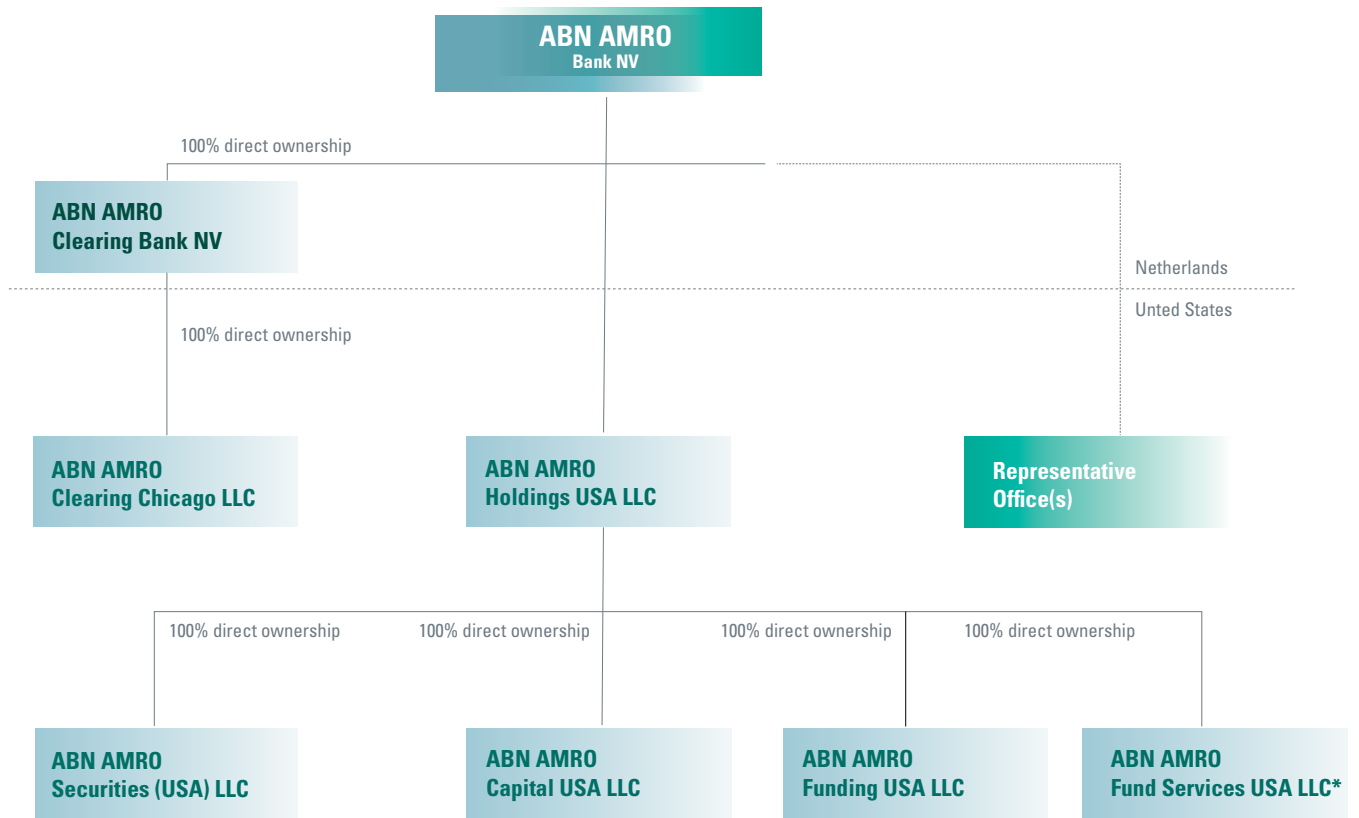 ABN AMRO
Bank NV
100% direct ownership
ABN AMRO
Clearing Bank NV
Netherlands
Unted States
100% direct ownership
ABN AMRO
Clearing Chicago LLC
ABN AMRO
Holdings USA LLC
Representative
Office(s)
100% direct ownership
100% direct ownership
100% direct ownership
100% direct ownership
ABN AMRO
Securities (USA) LLC
ABN AMRO
Capital USA LLC
ABN AMRO
Funding USA LLC
ABN AMRO
Fund Services USA LLC*